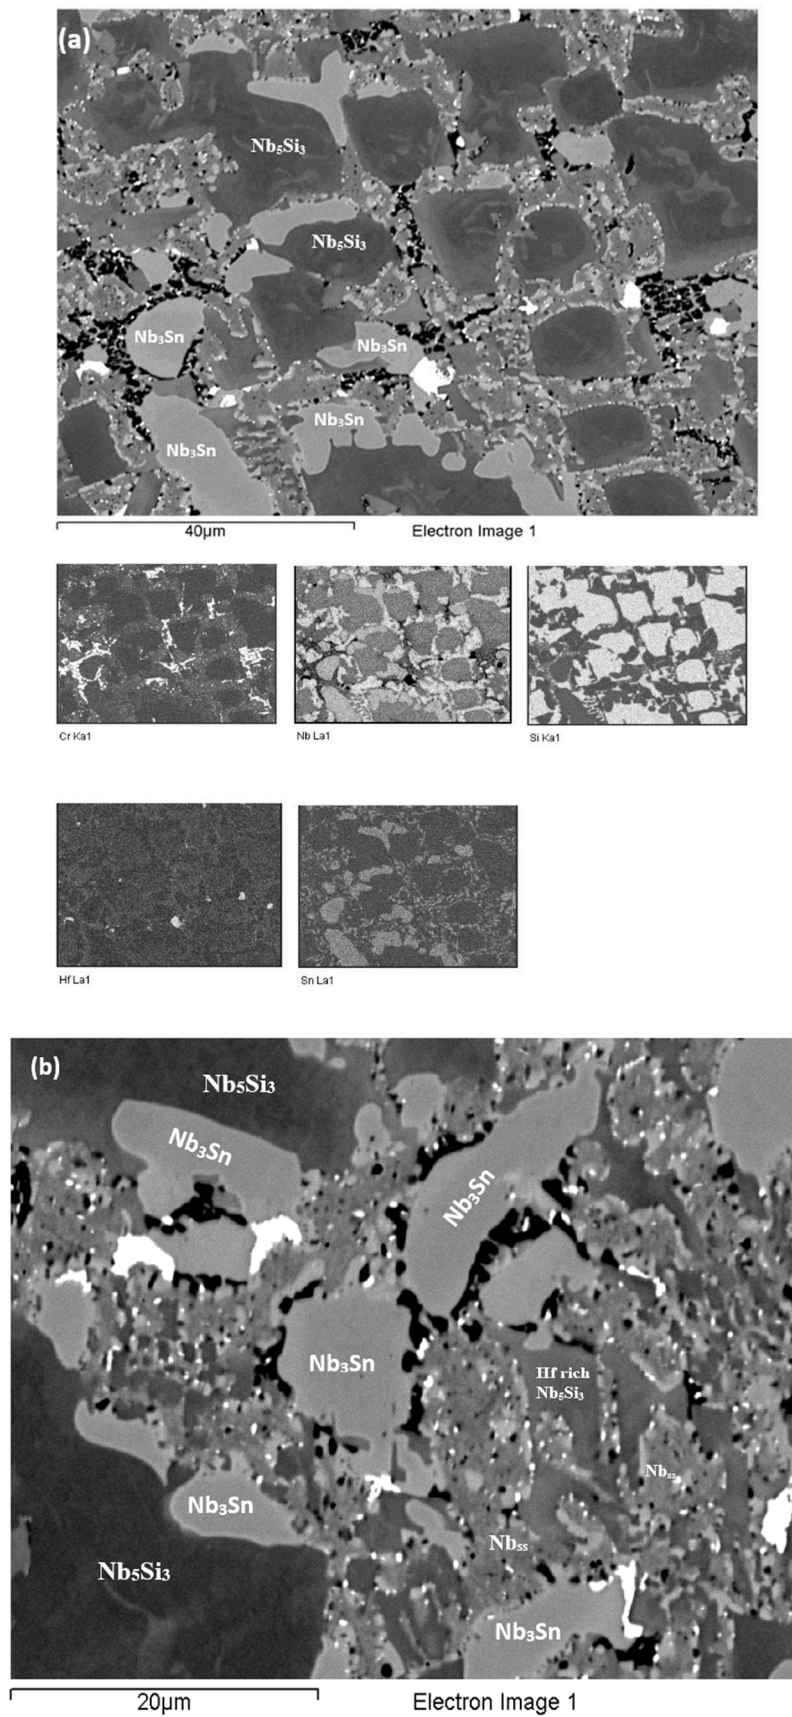 (a)
Nb₅Si₃
Nb₅Si₃
Nb₃Sn
Nb₃Sn
Nb₃Sn
Nb₃Sn
40µm
Electron Image 1
Cr Ka1
Nb La1
Si Ka1
Hf La1
Sn La1
(b)
Nb₅Si₃
Nb₃Sn
Nb₃Sn
Nb₃Sn
Hf rich
Nb₅Si₃
Nbss
Nb₃Sn
Nbss
Nb₅Si₃
Nb₃Sn
20µm
Electron Image 1